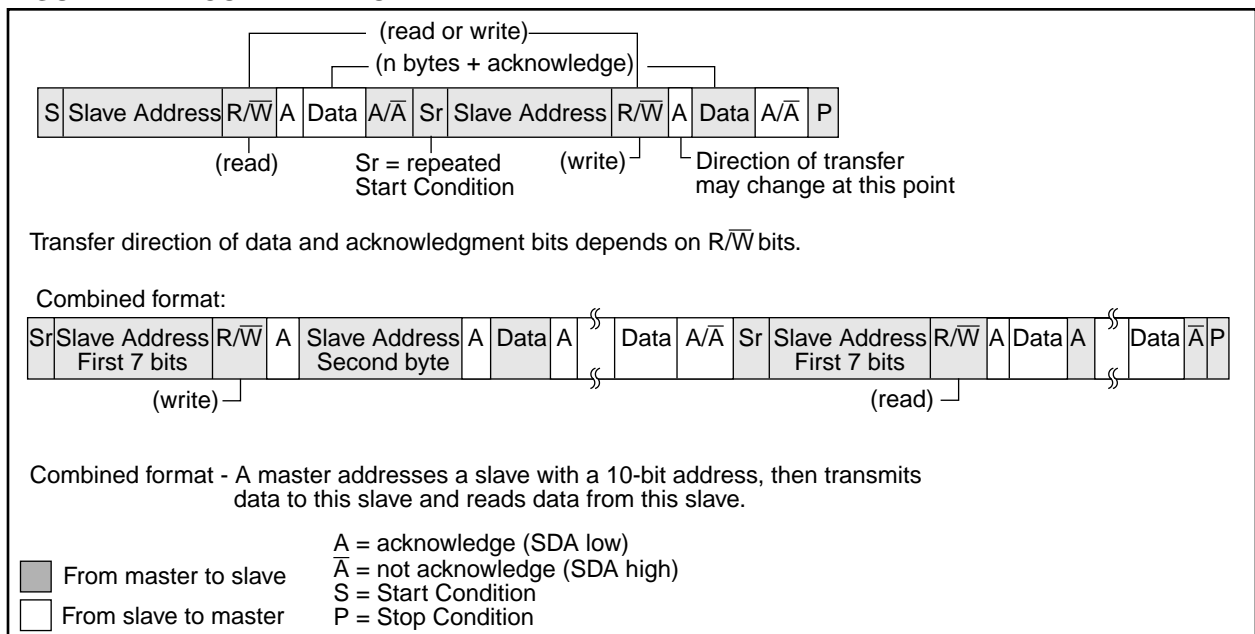 (read or write)
(n bytes + acknowledge)
S Slave Address R/W̅ A Data A/A̅ Sr Slave Address R/W̅ A Data A/A̅ P
(read) Sr = repeated Start Condition (write) Direction of transfer may change at this point
Transfer direction of data and acknowledgment bits depends on R/W̅ bits.
Combined format:
Sr Slave Address First 7 bits R/W̅ A Slave Address Second byte A Data A Data A/A̅ Sr Slave Address First 7 bits R/W̅ A Data A Data A̅ P
(write) (read)
Combined format - A master addresses a slave with a 10-bit address, then transmits
data to this slave and reads data from this slave.
A = acknowledge (SDA low)
A̅ = not acknowledge (SDA high)
S = Start Condition
P = Stop Condition
From master to slave
From slave to master